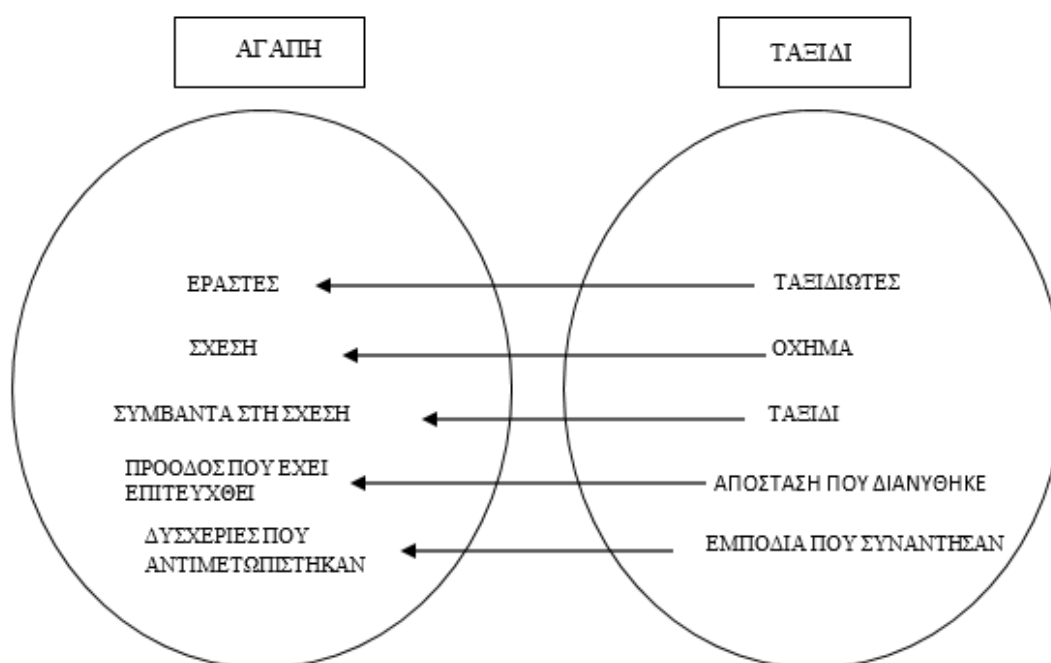 ΑΓΑΠΗ
ΤΑΞΙΔΙ
ΕΡΑΣΤΕΣ
ΤΑΞΙΔΙΩΤΕΣ
ΣΧΕΣΗ
ΟΧΗΜΑ
ΣΥΜΒΑΝΤΑ ΣΤΗ ΣΧΕΣΗ
ΤΑΞΙΔΙ
ΠΡΟΟΔΟΣ ΠΟΥ ΕΧΕΙ
ΕΠΙΤΕΥΧΘΕΙ
ΑΠΟΣΤΑΣΗ ΠΟΥ ΔΙΑΝΥΘΗΚΕ
ΔΥΣΧΕΡΙΕΣ ΠΟΥ
ΑΝΤΙΜΕΤΩΠΙΣΤΗΚΑΝ
ΕΜΠΟΔΙΑ ΠΟΥ ΣΥΝΑΝΤΗΣΑΝ